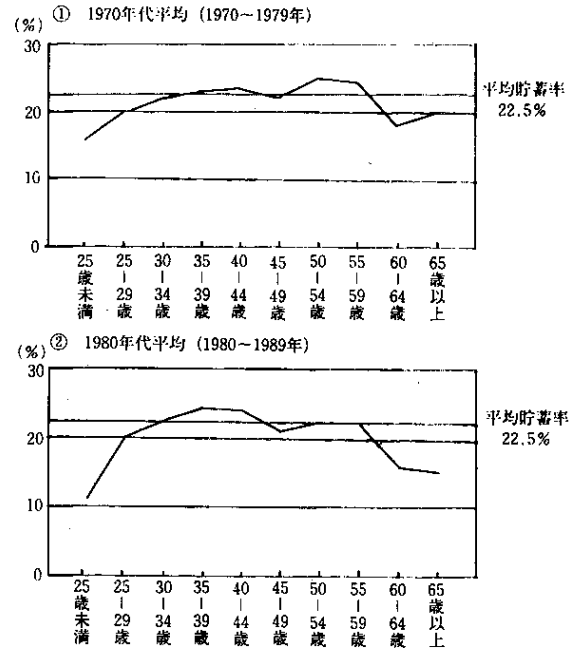 ① 1970年代平均（1970〜1979年）
(%)
30
20
10
0
平均貯蓄率
22.5%
25歳未満
25|29歳
30|34歳
35|39歳
40|44歳
45|49歳
50|54歳
55|59歳
60|64歳
65歳以上
② 1980年代平均（1980〜1989年）
(%)
30
20
10
0
平均貯蓄率
22.5%
25歳未満
25|29歳
30|34歳
35|39歳
40|44歳
45|49歳
50|54歳
55|59歳
60|64歳
65歳以上